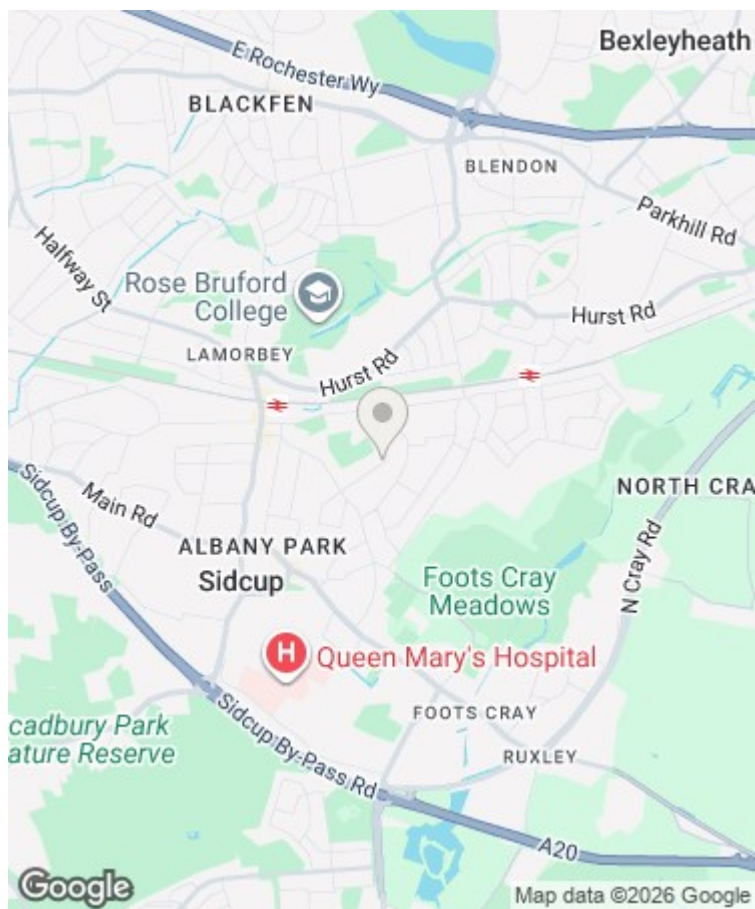 Bexleyheath
E Rochester Wy
BLACKFEN
BLENDON
Parkhill Rd
Halfway St
Rose Bruford
College
Hurst Rd
LAMORBEY
Hurst Rd
Sidcup By-Pass
Main Rd
NORTH CRA
ALBANY PARK
Sidcup
Foots Cray
Meadows
N Cray Rd
H
Queen Mary's Hospital
FOOTS CRAY
cadbury Park
ature Reserve
Sidcup By-Pass Rd
RUXLEY
A20
Google
Map data ©2026 Google